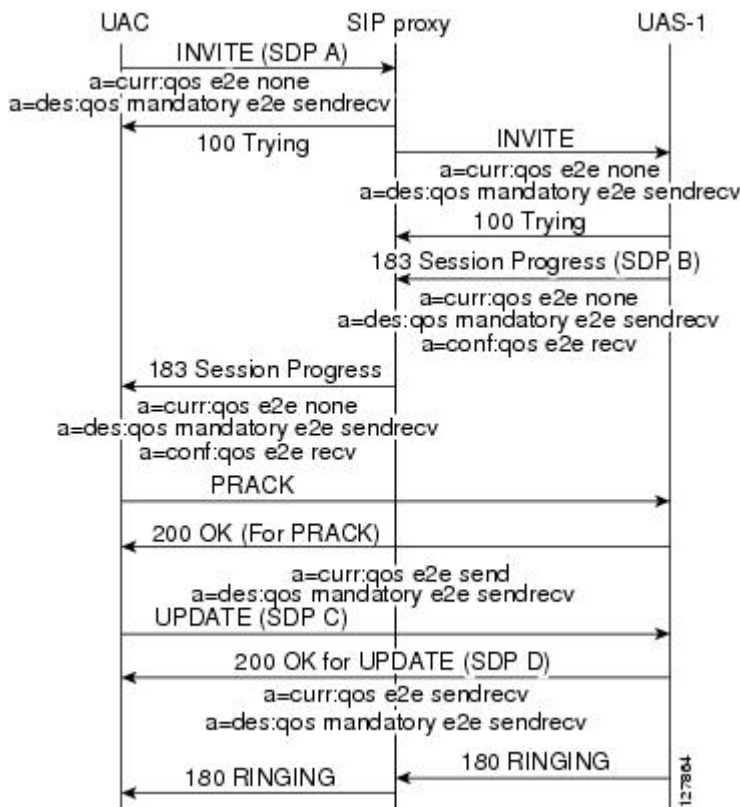 UAC SIP proxy UAS-1
INVITE (SDP A)
a=curr:qos e2e none
a=des:qos mandatory e2e sendrecv
100 Trying
INVITE
a=curr:qos e2e none
a=des:qos mandatory e2e sendrecv
100 Trying
183 Session Progress (SDP B)
a=curr:qos e2e none
a=des:qos mandatory e2e sendrecv
a=conf:qos e2e recv
183 Session Progress
a=curr:qos e2e none
a=des:qos mandatory e2e sendrecv
a=conf:qos e2e recv
PRACK
200 OK (For PRACK)
a=curr:qos e2e send
a=des:qos mandatory e2e sendrecv
UPDATE (SDP C)
200 OK for UPDATE (SDP D)
a=curr:qos e2e sendrecv
a=des:qos mandatory e2e sendrecv
180 RINGING
180 RINGING
127864